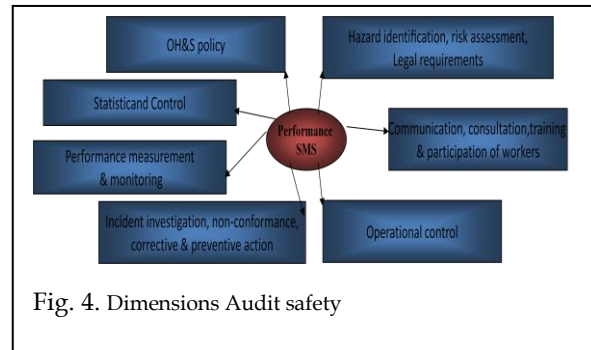 OH&S policy
Hazard identification, risk assessment,
Legal requirements
Statisticand Control
Performance
SMS
Communication, consultation,training
& participation of workers
Performance measurement
& monitoring
Incident investigation, non-conformance,
corrective & preventive action
Operational control
Fig. 4. Dimensions Audit safety